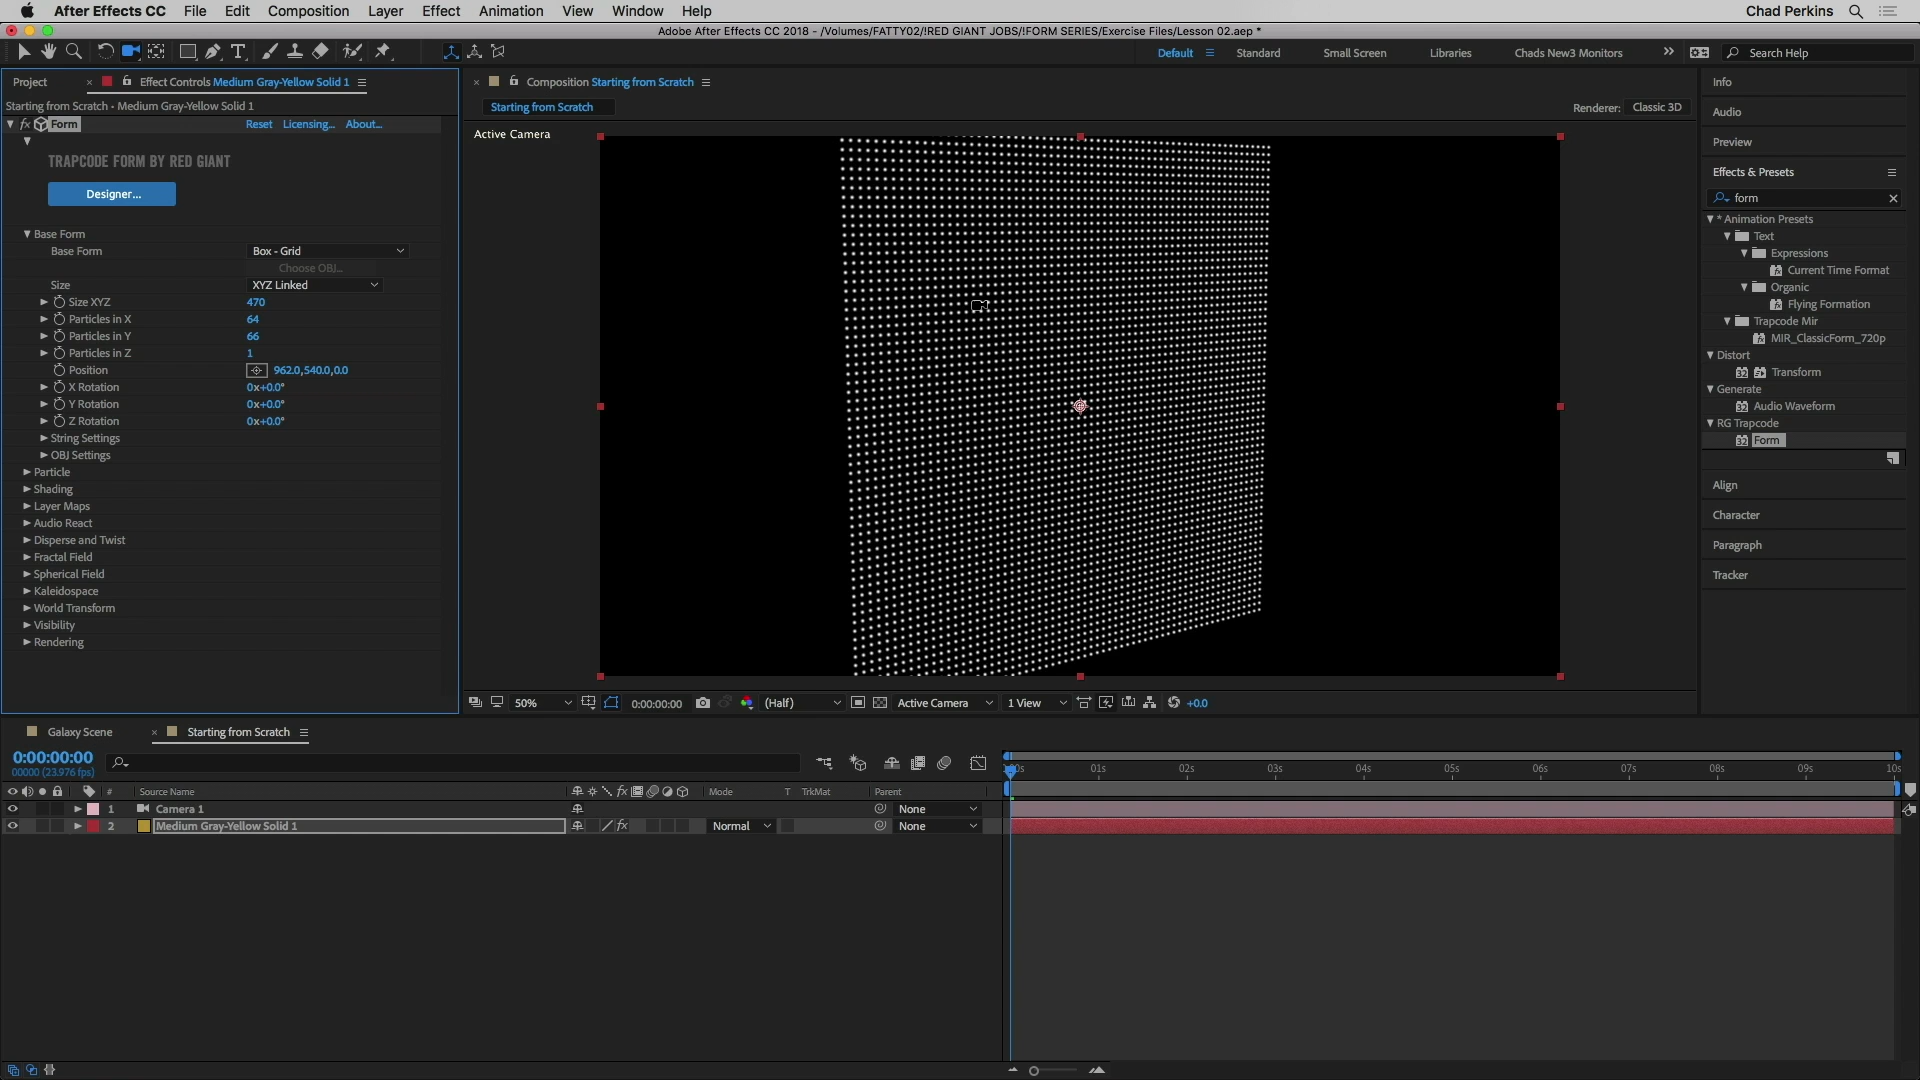 After Effects CC File Edit Composition Layer Effect Animation View Window Help Chad Perkins
Adobe After Effects CC 2018 - /Volumes/FATTY02/!RED GIANT JOBS/!FORM SERIES/Exercise Files/Lesson 02.aep *
Default Standard Small Screen Libraries Chads New3 Monitors Search Help
Project Effect Controls Medium Gray-Yellow Solid 1
Starting from Scratch • Medium Gray-Yellow Solid 1
fx Form Reset Licensing... About...
TRAPCODE FORM BY RED GIANT
Designer...
Base Form
Base Form Box - Grid
Choose OBJ...
Size XYZ Linked
Size XYZ 470
Particles in X 64
Particles in Y 66
Particles in Z 1
Position 962.0,540.0,0.0
X Rotation 0x+0.0°
Y Rotation 0x+0.0°
Z Rotation 0x+0.0°
String Settings
OBJ Settings
Particle
Shading
Layer Maps
Audio React
Disperse and Twist
Fractal Field
Spherical Field
Kaleidospace
World Transform
Visibility
Rendering
Composition Starting from Scratch
Starting from Scratch
Renderer: Classic 3D
Active Camera
50% 0:00:00:00 (Half) Active Camera 1 View +0.0
Info
Audio
Preview
Effects & Presets
form
* Animation Presets
Text
Expressions
Current Time Format
Organic
Flying Formation
Trapcode Mir
MIR_ClassicForm_720p
Distort
32 Transform
Generate
32 Audio Waveform
RG Trapcode
32 Form
Align
Character
Paragraph
Tracker
Galaxy Scene Starting from Scratch
0:00:00:00
00000 (23.976 fps)
01s 02s 03s 04s 05s 06s 07s 08s 09s 10s
# Source Name fx Mode T TrkMat Parent
1 Camera 1 None
2 Medium Gray-Yellow Solid 1 fx Normal None